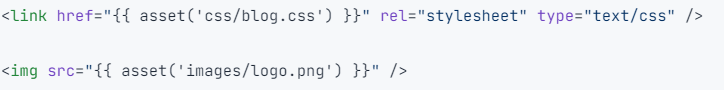 <link href="{{ asset('css/blog.css') }}" rel="stylesheet" type="text/css" />
<img src="{{ asset('images/logo.png') }}" />